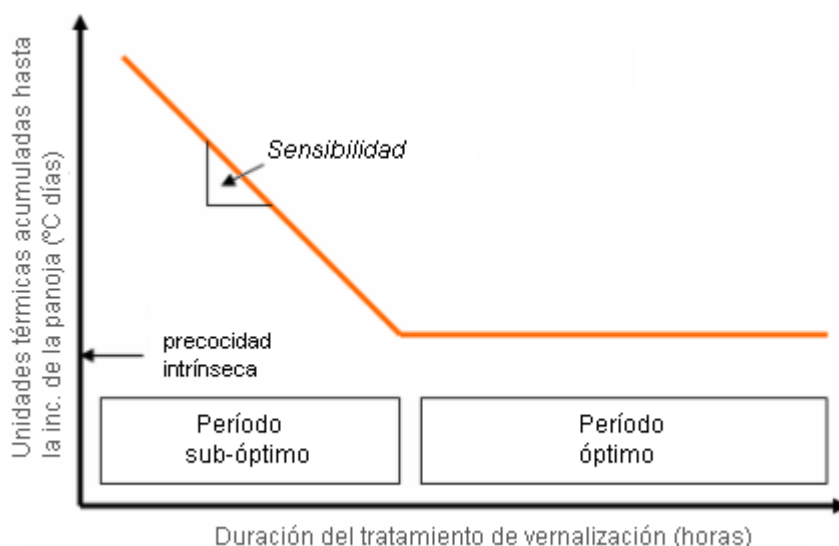 Unidades térmicas acumuladas hasta
la inc. de la panoja (°C días)
Sensibilidad
precocidad
intrínseca
Período
sub-óptimo
Período
óptimo
Duración del tratamiento de vernalización (horas)